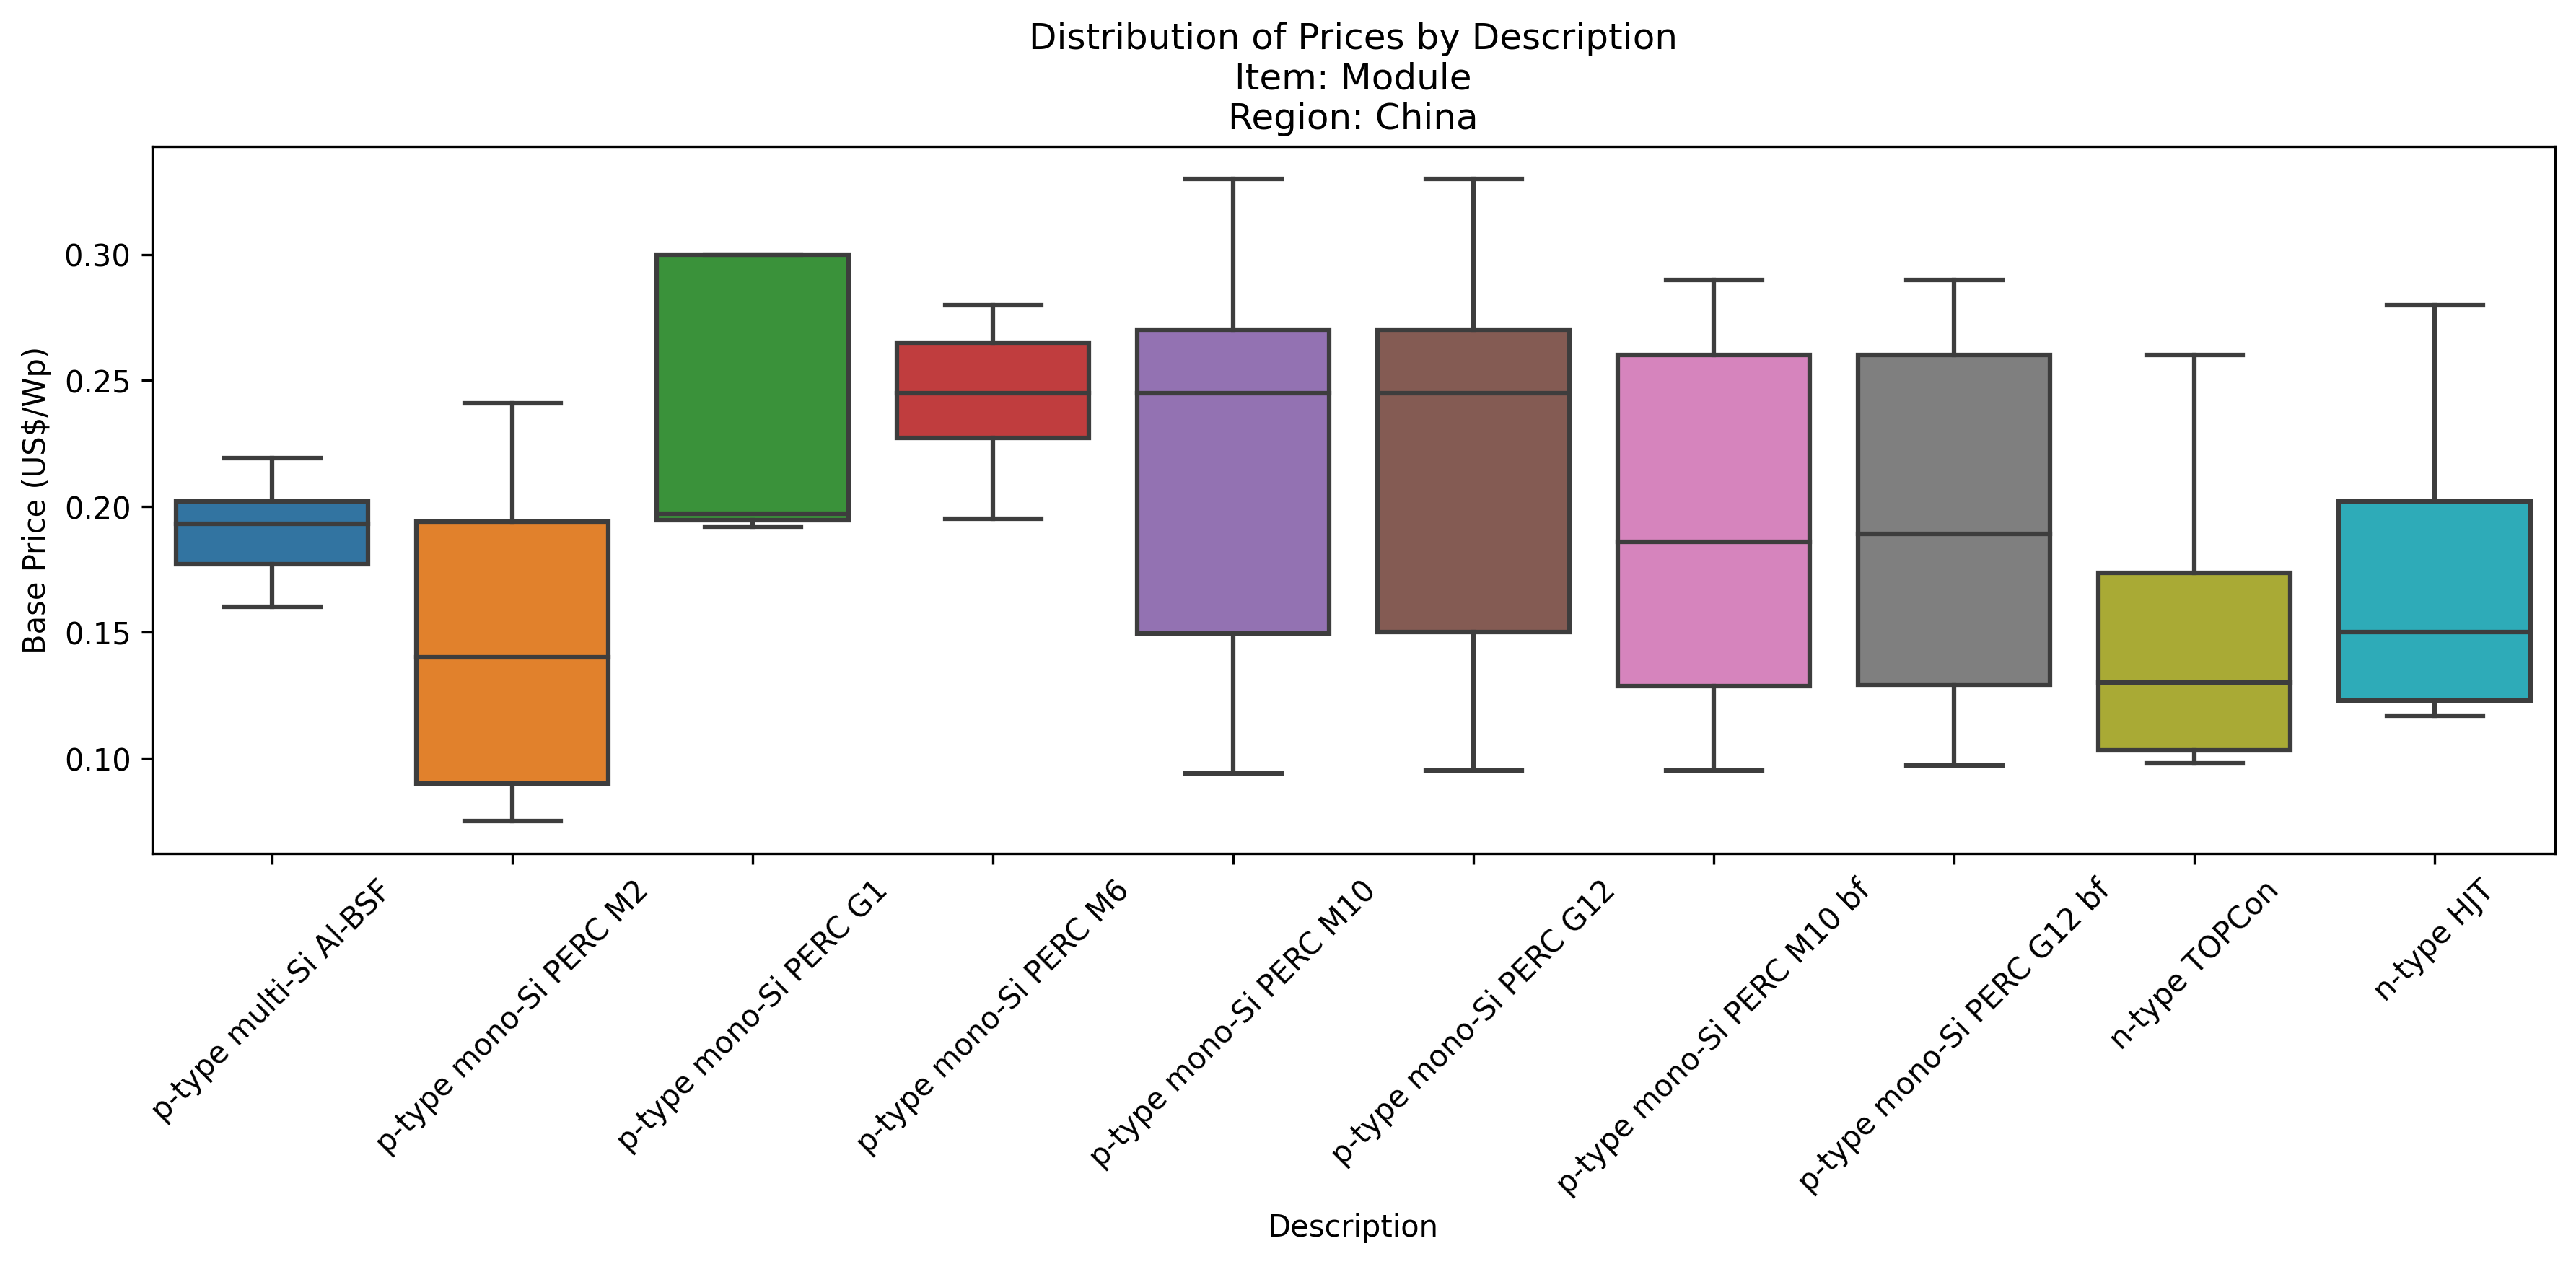 Distribution of Prices by Description
Item: Module
Region: China
Base Price (US$/Wp)
0.30
0.25
0.20
0.15
0.10
p-type multi-Si Al-BSF
p-type mono-Si PERC M2
p-type mono-Si PERC G1
p-type mono-Si PERC M6
p-type mono-Si PERC M10
p-type mono-Si PERC G12
p-type mono-Si PERC M10 bf
p-type mono-Si PERC G12 bf
n-type TOPCon
n-type HJT
Description